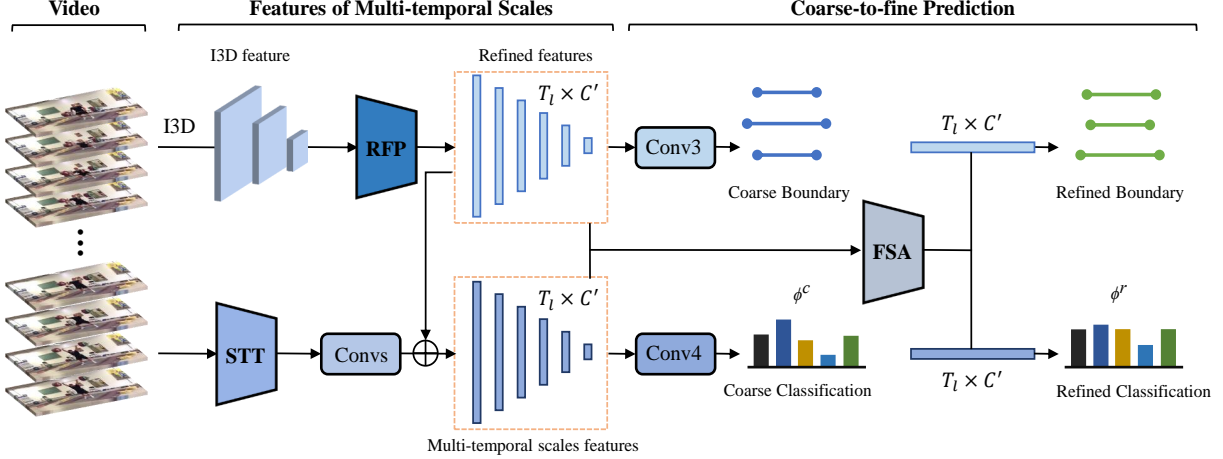 Video
Features of Multi-temporal Scales
Coarse-to-fine Prediction
I3D feature
Refined features
I3D
RFP
T_l × C′
Conv3
Coarse Boundary
T_l × C′
Refined Boundary
FSA
STT
Convs
T_l × C′
Conv4
ϕ^c
Coarse Classification
ϕ^r
T_l × C′
Refined Classification
Multi-temporal scales features